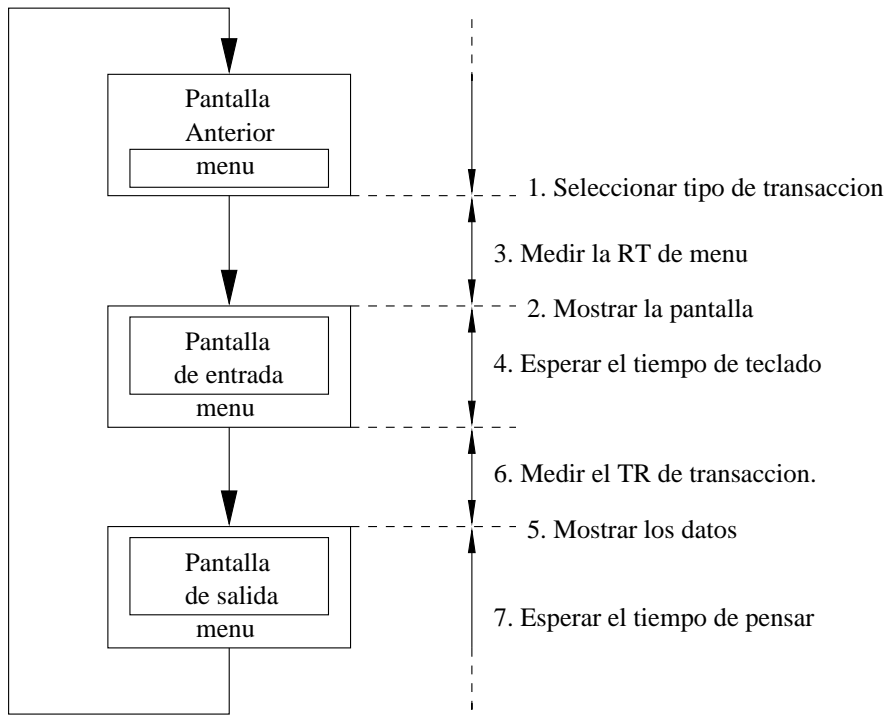 Pantalla
Anterior
menu
1. Seleccionar tipo de transaccion
3. Medir la RT de menu
2. Mostrar la pantalla
Pantalla
de entrada
menu
4. Esperar el tiempo de teclado
6. Medir el TR de transaccion.
5. Mostrar los datos
Pantalla
de salida
menu
7. Esperar el tiempo de pensar